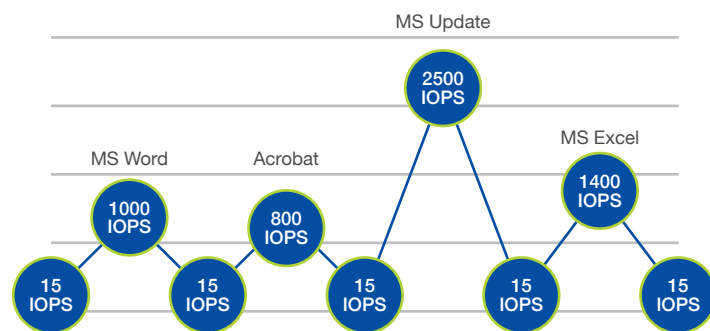 MS Update
2500
IOPS
MS Word
Acrobat
MS Excel
1000
IOPS
800
IOPS
1400
IOPS
15
IOPS
15
IOPS
15
IOPS
15
IOPS
15
IOPS